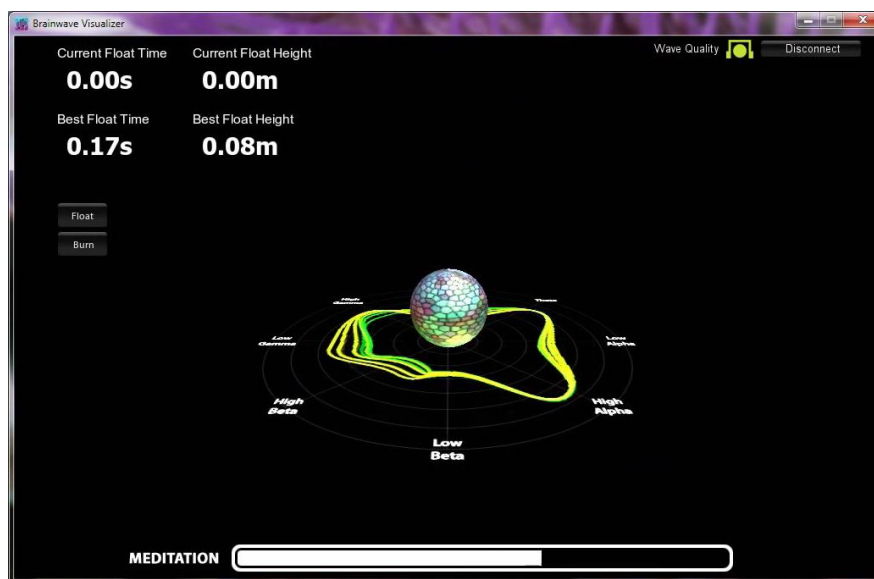 Brainwave Visualizer
Current Float Time Current Float Height
0.00s 0.00m
Wave Quality Disconnect
Best Float Time Best Float Height
0.17s 0.08m
Float
Burn
High
Gamma
Theta
Low
Gamma
Low
Alpha
High
Beta
High
Alpha
Low
Beta
MEDITATION